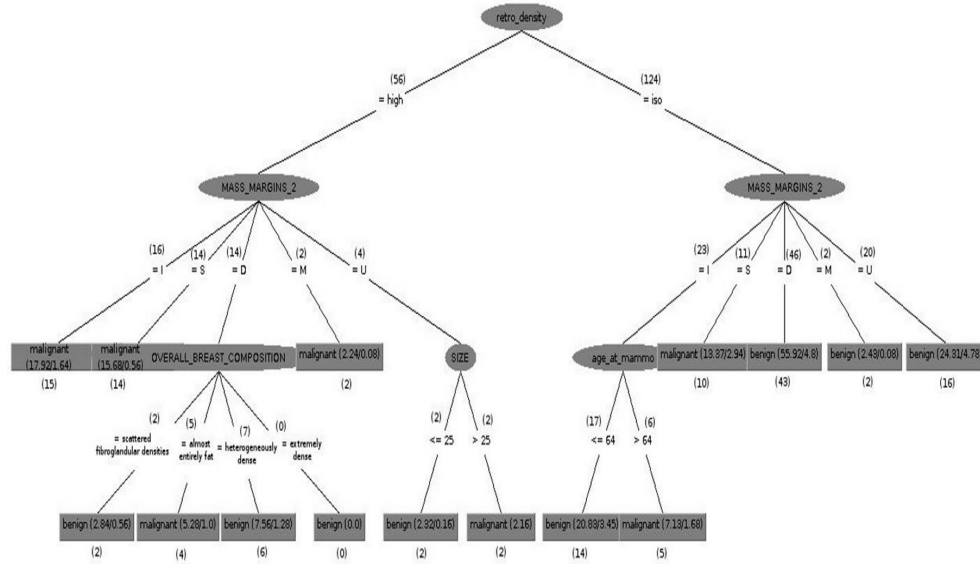 retro_density
(56)
= high
(124)
= iso
MASS_MARGINS_2
MASS_MARGINS_2
(16)
= I
(14)
= S
(14)
= D
(2)
= M
(4)
= U
(23)
= I
(11)
= S
(46)
= D
(2)
= M
(20)
= U
malignant
(17.92/1.64)
(15)
malignant
(15.68/0.56)
(14)
OVERALL_BREAST_COMPOSITION
malignant (2.24/0.08)
(2)
SIZE
age_at_mammo
malignant (13.37/2.94)
(10)
benign (55.92/4.8)
(43)
benign (2.43/0.08)
(2)
benign (24.31/4.78)
(16)
(2)
= scattered
fibroglandular densities
(5)
= almost
entirely fat
(7)
= heterogeneously
dense
(0)
= extremely
dense
(2)
<= 25
(2)
> 25
(17)
<= 64
(6)
> 64
benign (2.84/0.56)
(2)
malignant (5.28/1.0)
(4)
benign (7.56/1.28)
(6)
benign (0.0)
(0)
benign (2.32/0.16)
(2)
malignant (2.16)
(2)
benign (20.83/3.45)
(14)
malignant (7.13/1.68)
(5)